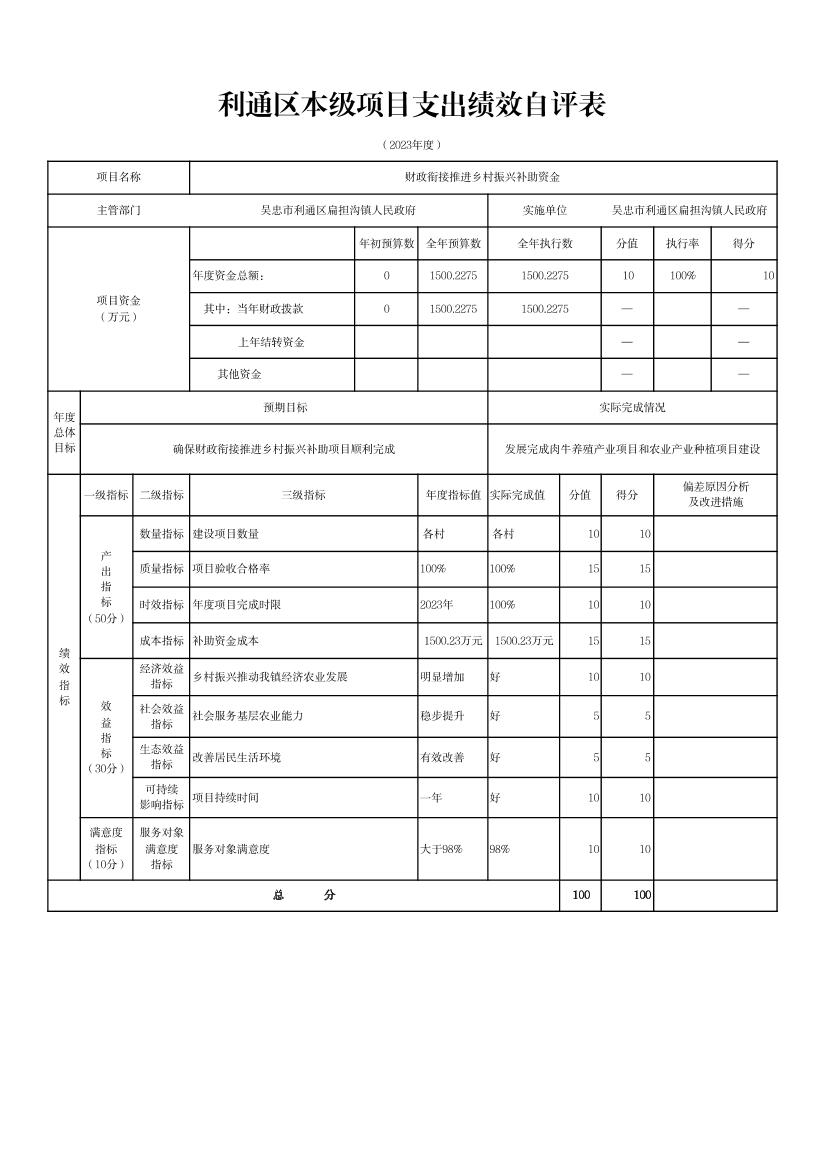 利通区本级项目支出绩效自评表
（2023年度）
项目名称 财政衔接推进乡村振兴补助资金
主管部门 吴忠市利通区扁担沟镇人民政府 实施单位 吴忠市利通区扁担沟镇人民政府
项目资金
（万元）
年初预算数 全年预算数 全年执行数 分值 执行率 得分
年度资金总额： 0 1500.2275 1500.2275 10 100% 10
其中：当年财政拨款 0 1500.2275 1500.2275 — —
上年结转资金 — —
其他资金 — —
年度
总体
目标
预期目标 实际完成情况
确保财政衔接推进乡村振兴补助项目顺利完成 发展完成肉牛养殖产业项目和农业产业种植项目建设
绩
效
指
标
一级指标 二级指标 三级指标 年度指标值 实际完成值 分值 得分 偏差原因分析
及改进措施
产
出
指
标
（50分）
数量指标 建设项目数量 各村 各村 10 10
质量指标 项目验收合格率 100% 100% 15 15
时效指标 年度项目完成时限 2023年 100% 10 10
成本指标 补助资金成本 1500.23万元 1500.23万元 15 15
效
益
指
标
（30分）
经济效益
指标
乡村振兴推动我镇经济农业发展 明显增加 好 10 10
社会效益
指标
社会服务基层农业能力 稳步提升 好 5 5
生态效益
指标
改善居民生活环境 有效改善 好 5 5
可持续
影响指标
项目持续时间 一年 好 10 10
满意度
指标
（10分）
服务对象
满意度
指标
服务对象满意度 大于98% 98% 10 10
总 分 100 100